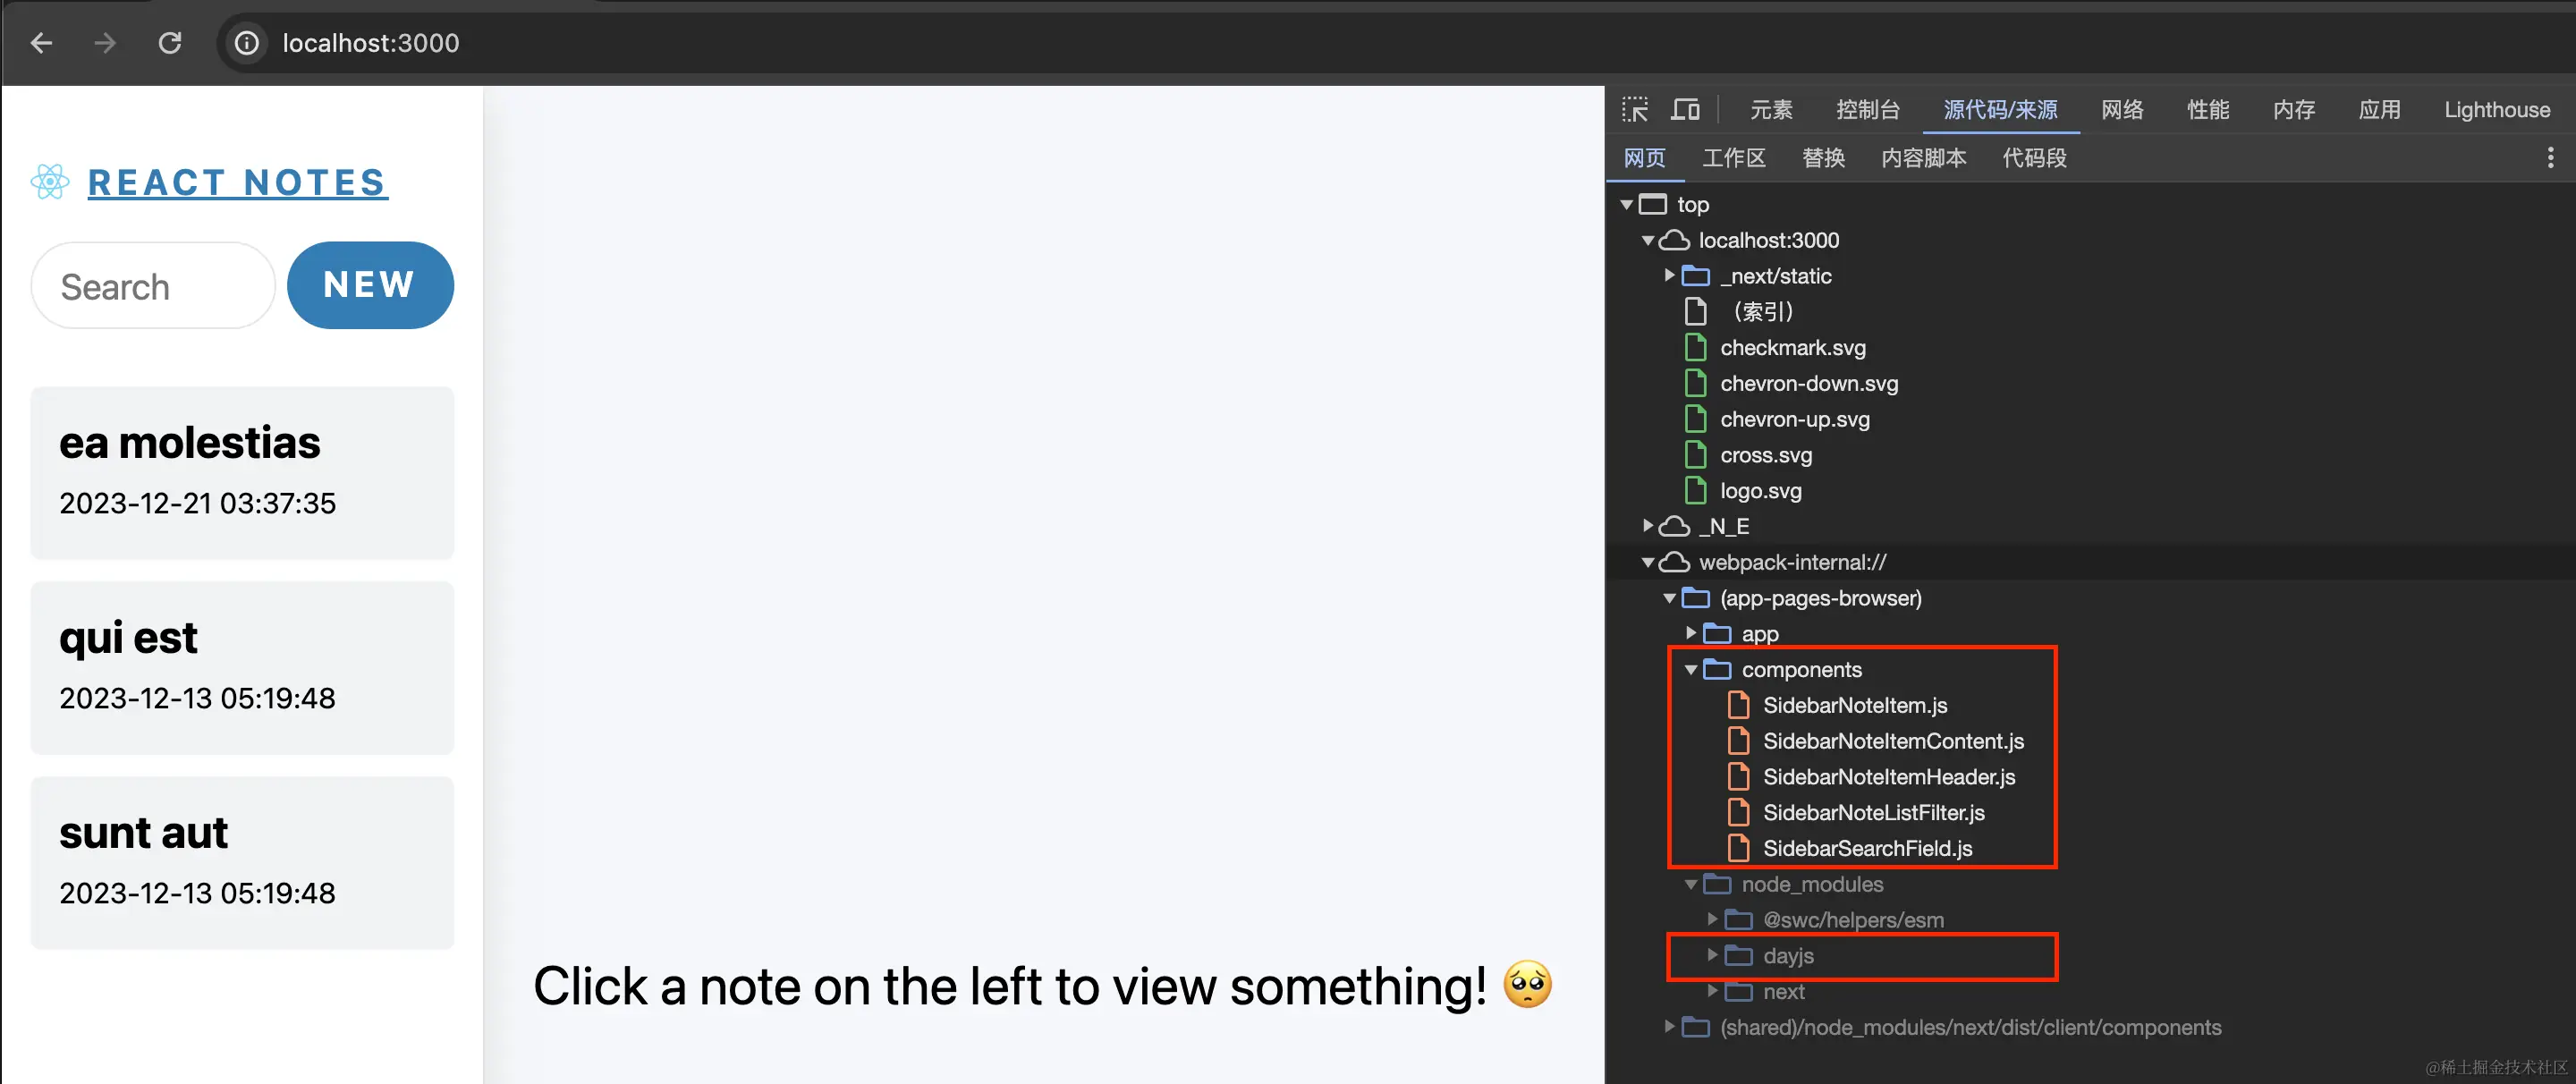 localhost:3000
REACT NOTES
Search
NEW
ea molestias
2023-12-21 03:37:35
qui est
2023-12-13 05:19:48
sunt aut
2023-12-13 05:19:48
Click a note on the left to view something! 🥺
元素 控制台 源代码/来源 网络 性能 内存 应用 Lighthouse
网页 工作区 替换 内容脚本 代码段
top
localhost:3000
_next/static
（索引）
checkmark.svg
chevron-down.svg
chevron-up.svg
cross.svg
logo.svg
_N_E
webpack-internal://
(app-pages-browser)
app
components
SidebarNoteItem.js
SidebarNoteItemContent.js
SidebarNoteItemHeader.js
SidebarNoteListFilter.js
SidebarSearchField.js
node_modules
@swc/helpers/esm
dayjs
next
(shared)/node_modules/next/dist/client/components
@稀土掘金技术社区